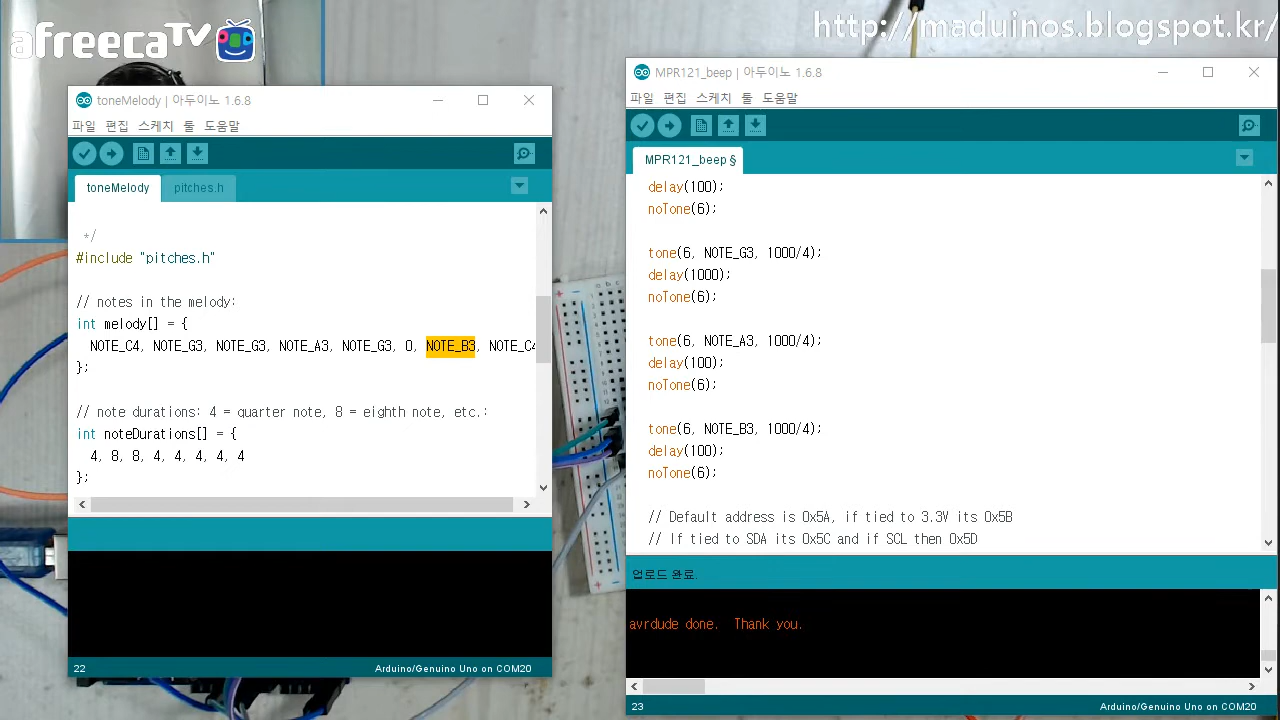 afreecaTV
http://maduinos.blogspot.kr/
toneMelody | 아두이노 1.6.8
파일 편집 스케치 툴 도움말
toneMelody pitches.h
*/
#include "pitches.h"
// notes in the melody:
int melody[] = {
NOTE_C4, NOTE_G3, NOTE_G3, NOTE_A3, NOTE_G3, 0, NOTE_B3, NOTE_C4
};
// note durations: 4 = quarter note, 8 = eighth note, etc.:
int noteDurations[] = {
4, 8, 8, 4, 4, 4, 4, 4
};
22 Arduino/Genuino Uno on COM20
MPR121_beep | 아두이노 1.6.8
파일 편집 스케치 툴 도움말
MPR121_beep §
delay(100);
noTone(6);
tone(6, NOTE_G3, 1000/4);
delay(1000);
noTone(6);
tone(6, NOTE_A3, 1000/4);
delay(100);
noTone(6);
tone(6, NOTE_B3, 1000/4);
delay(100);
noTone(6);
// Default address is 0x5A, if tied to 3.3V its 0x5B
// If tied to SDA its 0x5C and if SCL then 0x5D
업로드 완료.
avrdude done.  Thank you.
23 Arduino/Genuino Uno on COM20